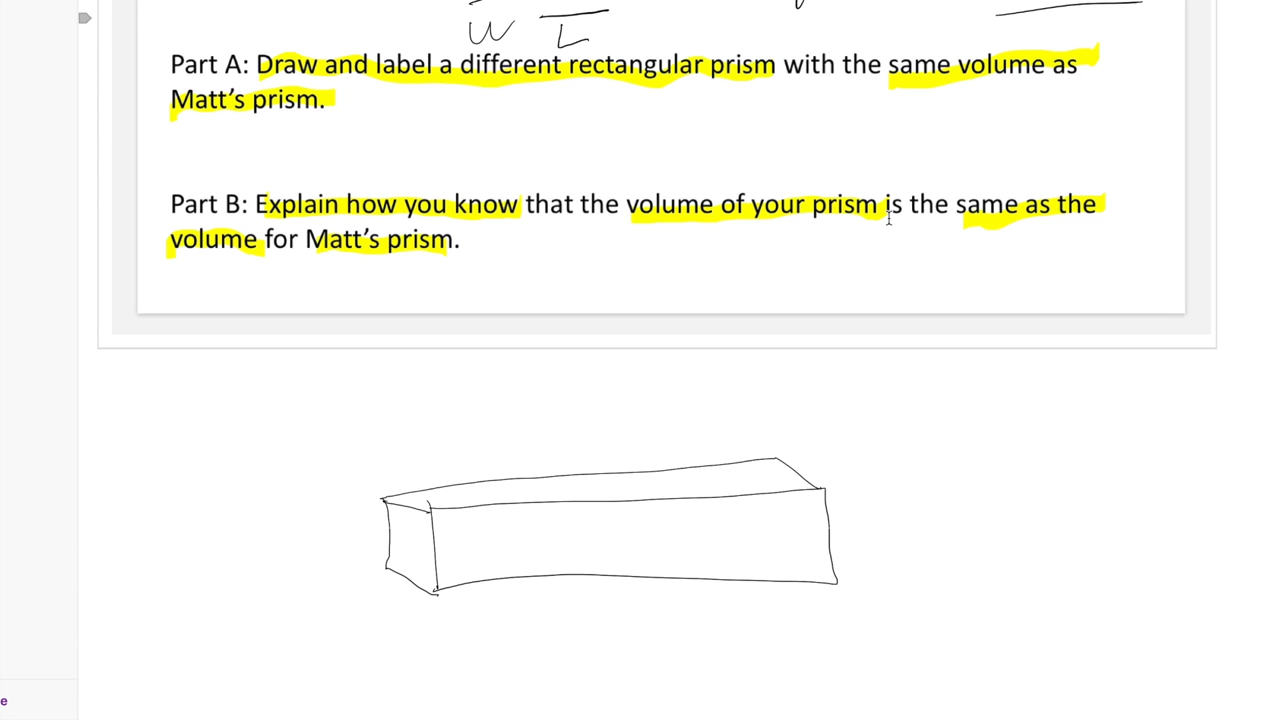 W L
Part A: Draw and label a different rectangular prism with the same volume as
Matt's prism.
Part B: Explain how you know that the volume of your prism is the same as the
volume for Matt's prism.
e